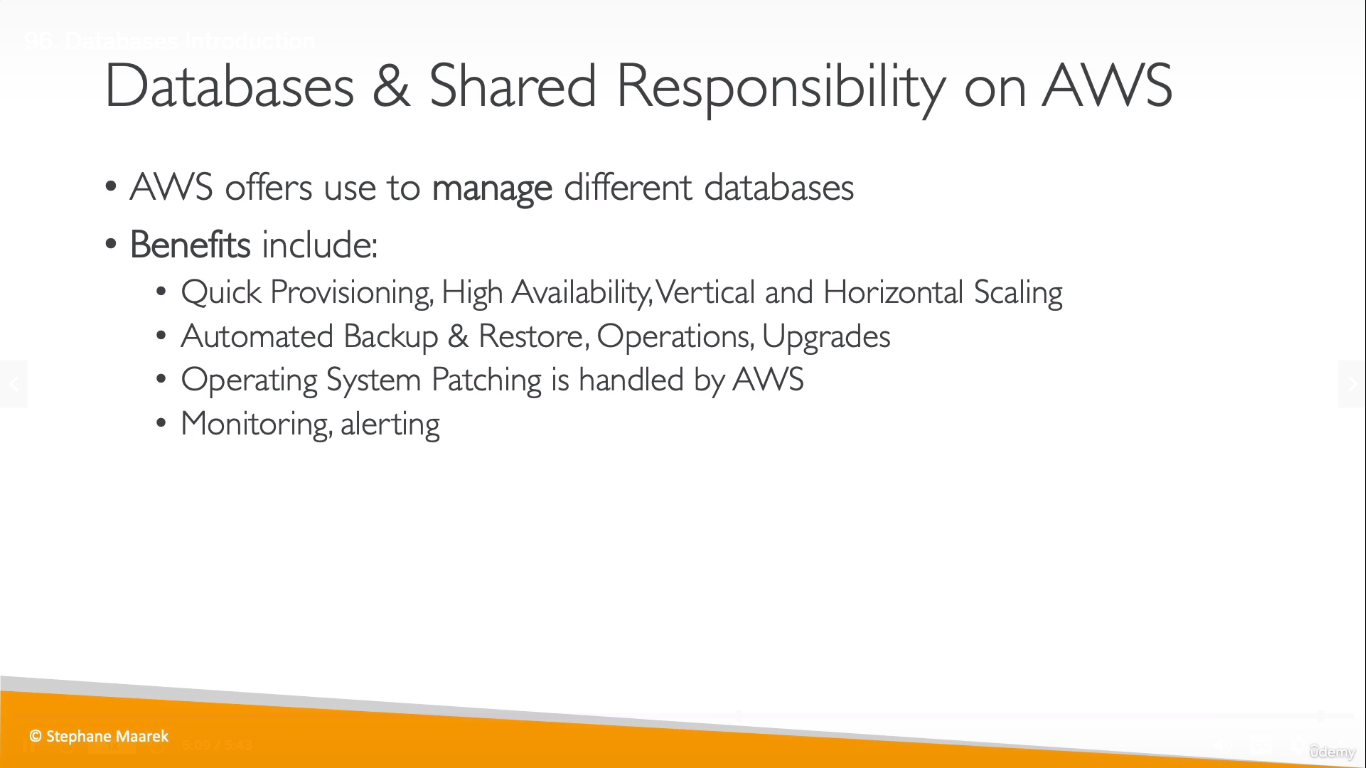 96. Databases Introduction
Databases & Shared Responsibility on AWS
• AWS offers use to manage different databases
• Benefits include:
• Quick Provisioning, High Availability, Vertical and Horizontal Scaling
• Automated Backup & Restore, Operations, Upgrades
• Operating System Patching is handled by AWS
• Monitoring, alerting
© Stephane Maarek
ûdemy